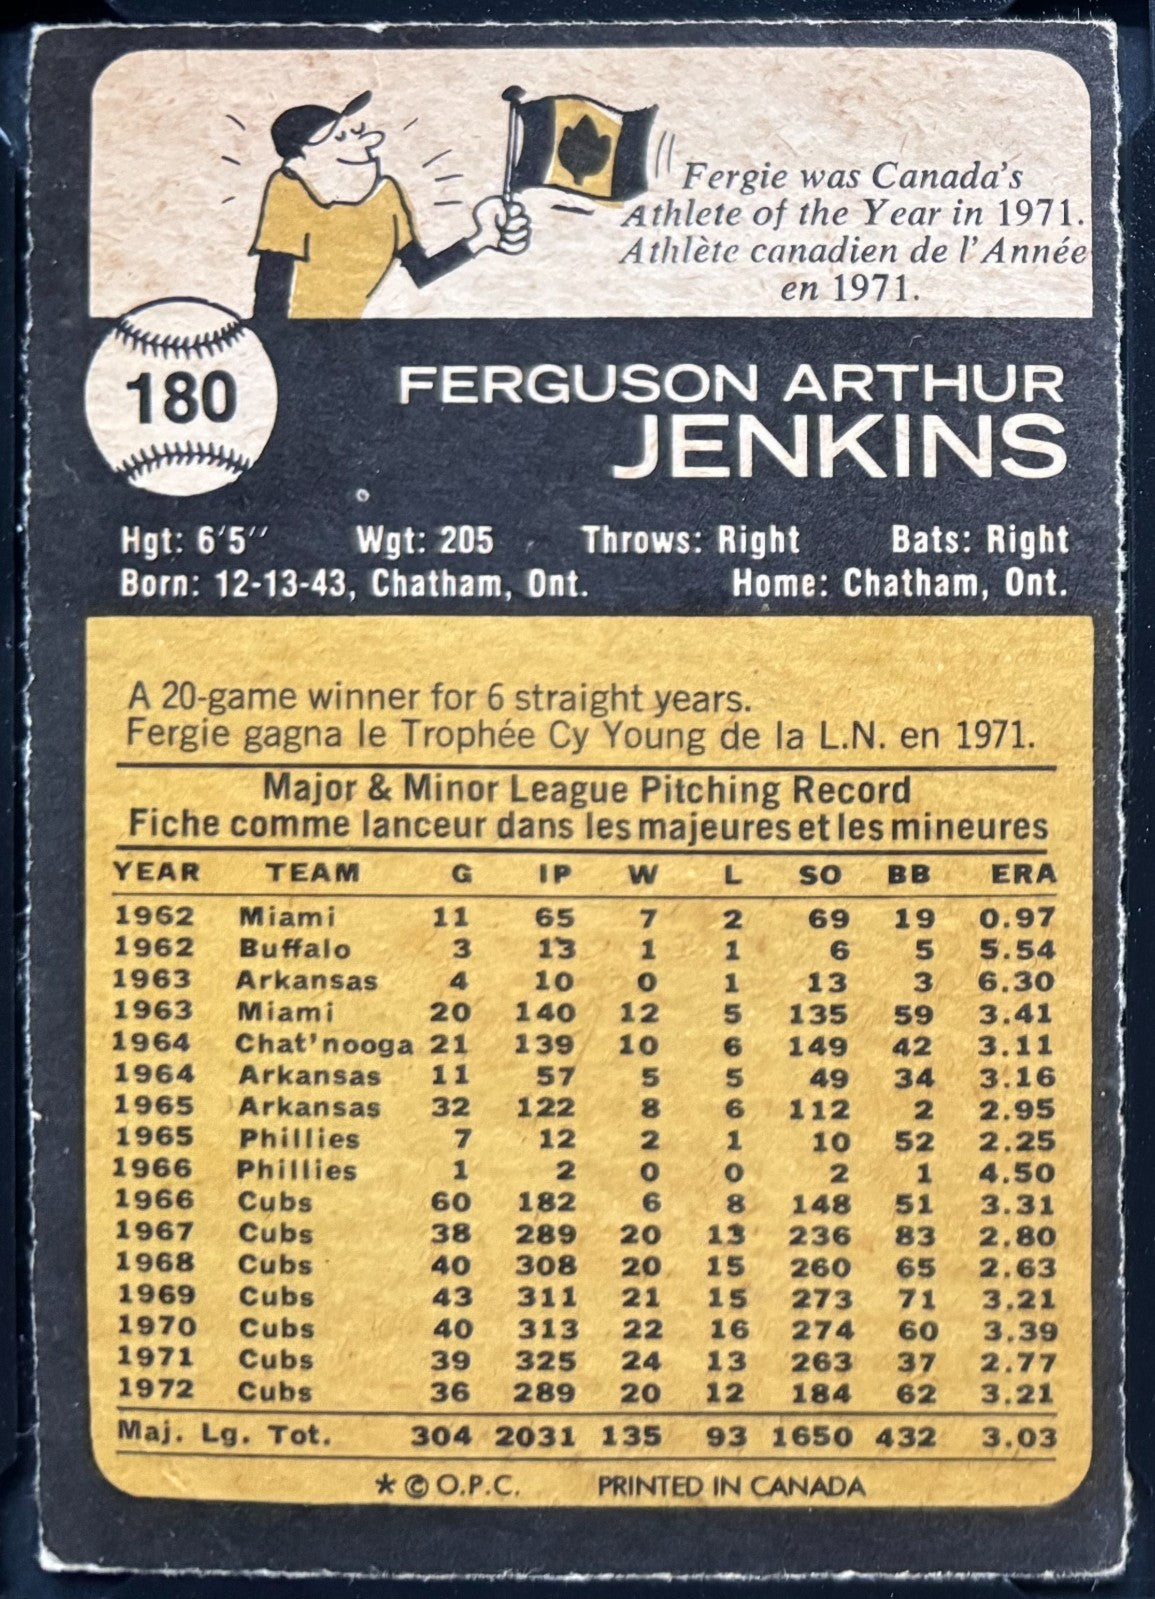 Fergie was Canada's
Athlete of the Year in 1971.
Athlète canadien de l'Année
en 1971.
180
FERGUSON ARTHUR
JENKINS
Hgt: 6'5'' Wgt: 205 Throws: Right Bats: Right
Born: 12-13-43, Chatham, Ont. Home: Chatham, Ont.
A 20-game winner for 6 straight years.
Fergie gagna le Trophée Cy Young de la L.N. en 1971.
Major & Minor League Pitching Record
Fiche comme lanceur dans les majeures et les mineures
YEAR TEAM G IP W L SO BB ERA
1962 Miami 11 65 7 2 69 19 0.97
1962 Buffalo 3 13 1 1 6 5 5.54
1963 Arkansas 4 10 0 1 13 3 6.30
1963 Miami 20 140 12 5 135 59 3.41
1964 Chat'nooga 21 139 10 6 149 42 3.11
1964 Arkansas 11 57 5 5 49 34 3.16
1965 Arkansas 32 122 8 6 112 2 2.95
1965 Phillies 7 12 2 1 10 52 2.25
1966 Phillies 1 2 0 0 2 1 4.50
1966 Cubs 60 182 6 8 148 51 3.31
1967 Cubs 38 289 20 13 236 83 2.80
1968 Cubs 40 308 20 15 260 65 2.63
1969 Cubs 43 311 21 15 273 71 3.21
1970 Cubs 40 313 22 16 274 60 3.39
1971 Cubs 39 325 24 13 263 37 2.77
1972 Cubs 36 289 20 12 184 62 3.21
Maj. Lg. Tot. 304 2031 135 93 1650 432 3.03
* © O.P.C. PRINTED IN CANADA